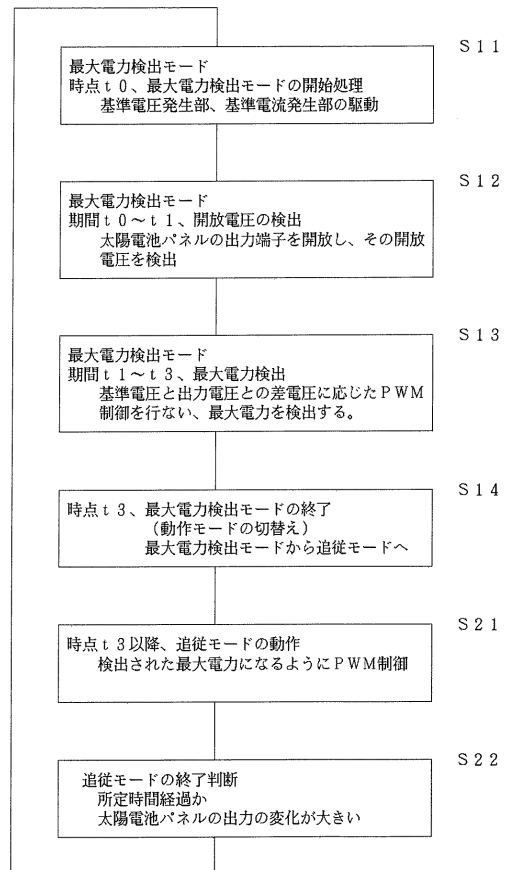 S11
最大電力検出モード
時点t0、最大電力検出モードの開始処理
基準電圧発生部、基準電流発生部の駆動
S12
最大電力検出モード
期間t0～t1、開放電圧の検出
太陽電池パネルの出力端子を開放し、その開放
電圧を検出
S13
最大電力検出モード
期間t1～t3、最大電力検出
基準電圧と出力電圧との差電圧に応じたPWM
制御を行ない、最大電力を検出する。
S14
時点t3、最大電力検出モードの終了
（動作モードの切替え）
最大電力検出モードから追従モードへ
S21
時点t3以降、追従モードの動作
検出された最大電力になるようにPWM制御
S22
追従モードの終了判断
所定時間経過か
太陽電池パネルの出力の変化が大きい